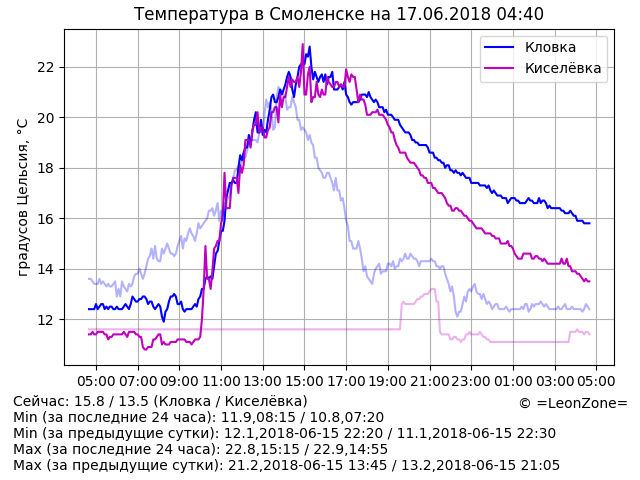 Температура в Смоленске на 17.06.2018 04:40
Кловка
Киселёвка
градусов Цельсия, °C
22
20
18
16
14
12
05:00 07:00 09:00 11:00 13:00 15:00 17:00 19:00 21:00 23:00 01:00 03:00 05:00
Сейчас: 15.8 / 13.5 (Кловка / Киселёвка)
© =LeonZone=
Min (за последние 24 часа): 11.9,08:15 / 10.8,07:20
Min (за предыдущие сутки): 12.1,2018-06-15 22:20 / 11.1,2018-06-15 22:30
Max (за последние 24 часа): 22.8,15:15 / 22.9,14:55
Max (за предыдущие сутки): 21.2,2018-06-15 13:45 / 13.2,2018-06-15 21:05